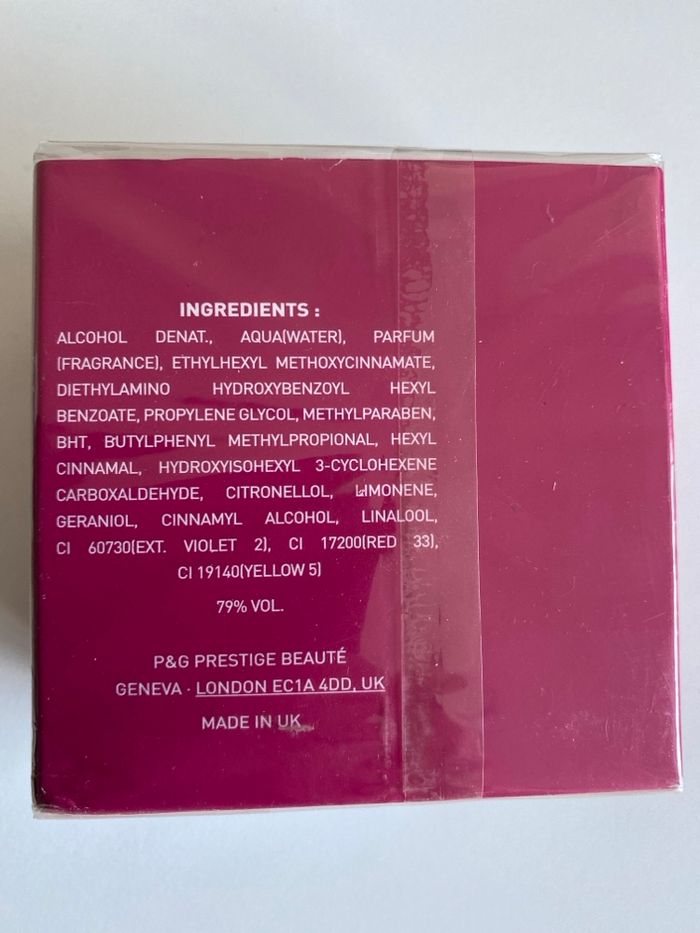 INGREDIENTS :
ALCOHOL DENAT., AQUA(WATER), PARFUM
(FRAGRANCE), ETHYLHEXYL METHOXYCINNAMATE,
DIETHYLAMINO HYDROXYBENZOYL HEXYL
BENZOATE, PROPYLENE GLYCOL, METHYLPARABEN,
BHT, BUTYLPHENYL METHYLPROPIONAL, HEXYL
CINNAMAL, HYDROXYISOHEXYL 3-CYCLOHEXENE
CARBOXALDEHYDE, CITRONELLOL, LIMONENE,
GERANIOL, CINNAMYL ALCOHOL, LINALOOL,
CI 60730(EXT. VIOLET 2), CI 17200(RED 33),
CI 19140(YELLOW 5)
79% VOL.
P&G PRESTIGE BEAUTÉ
GENEVA · LONDON EC1A 4DD, UK
MADE IN UK